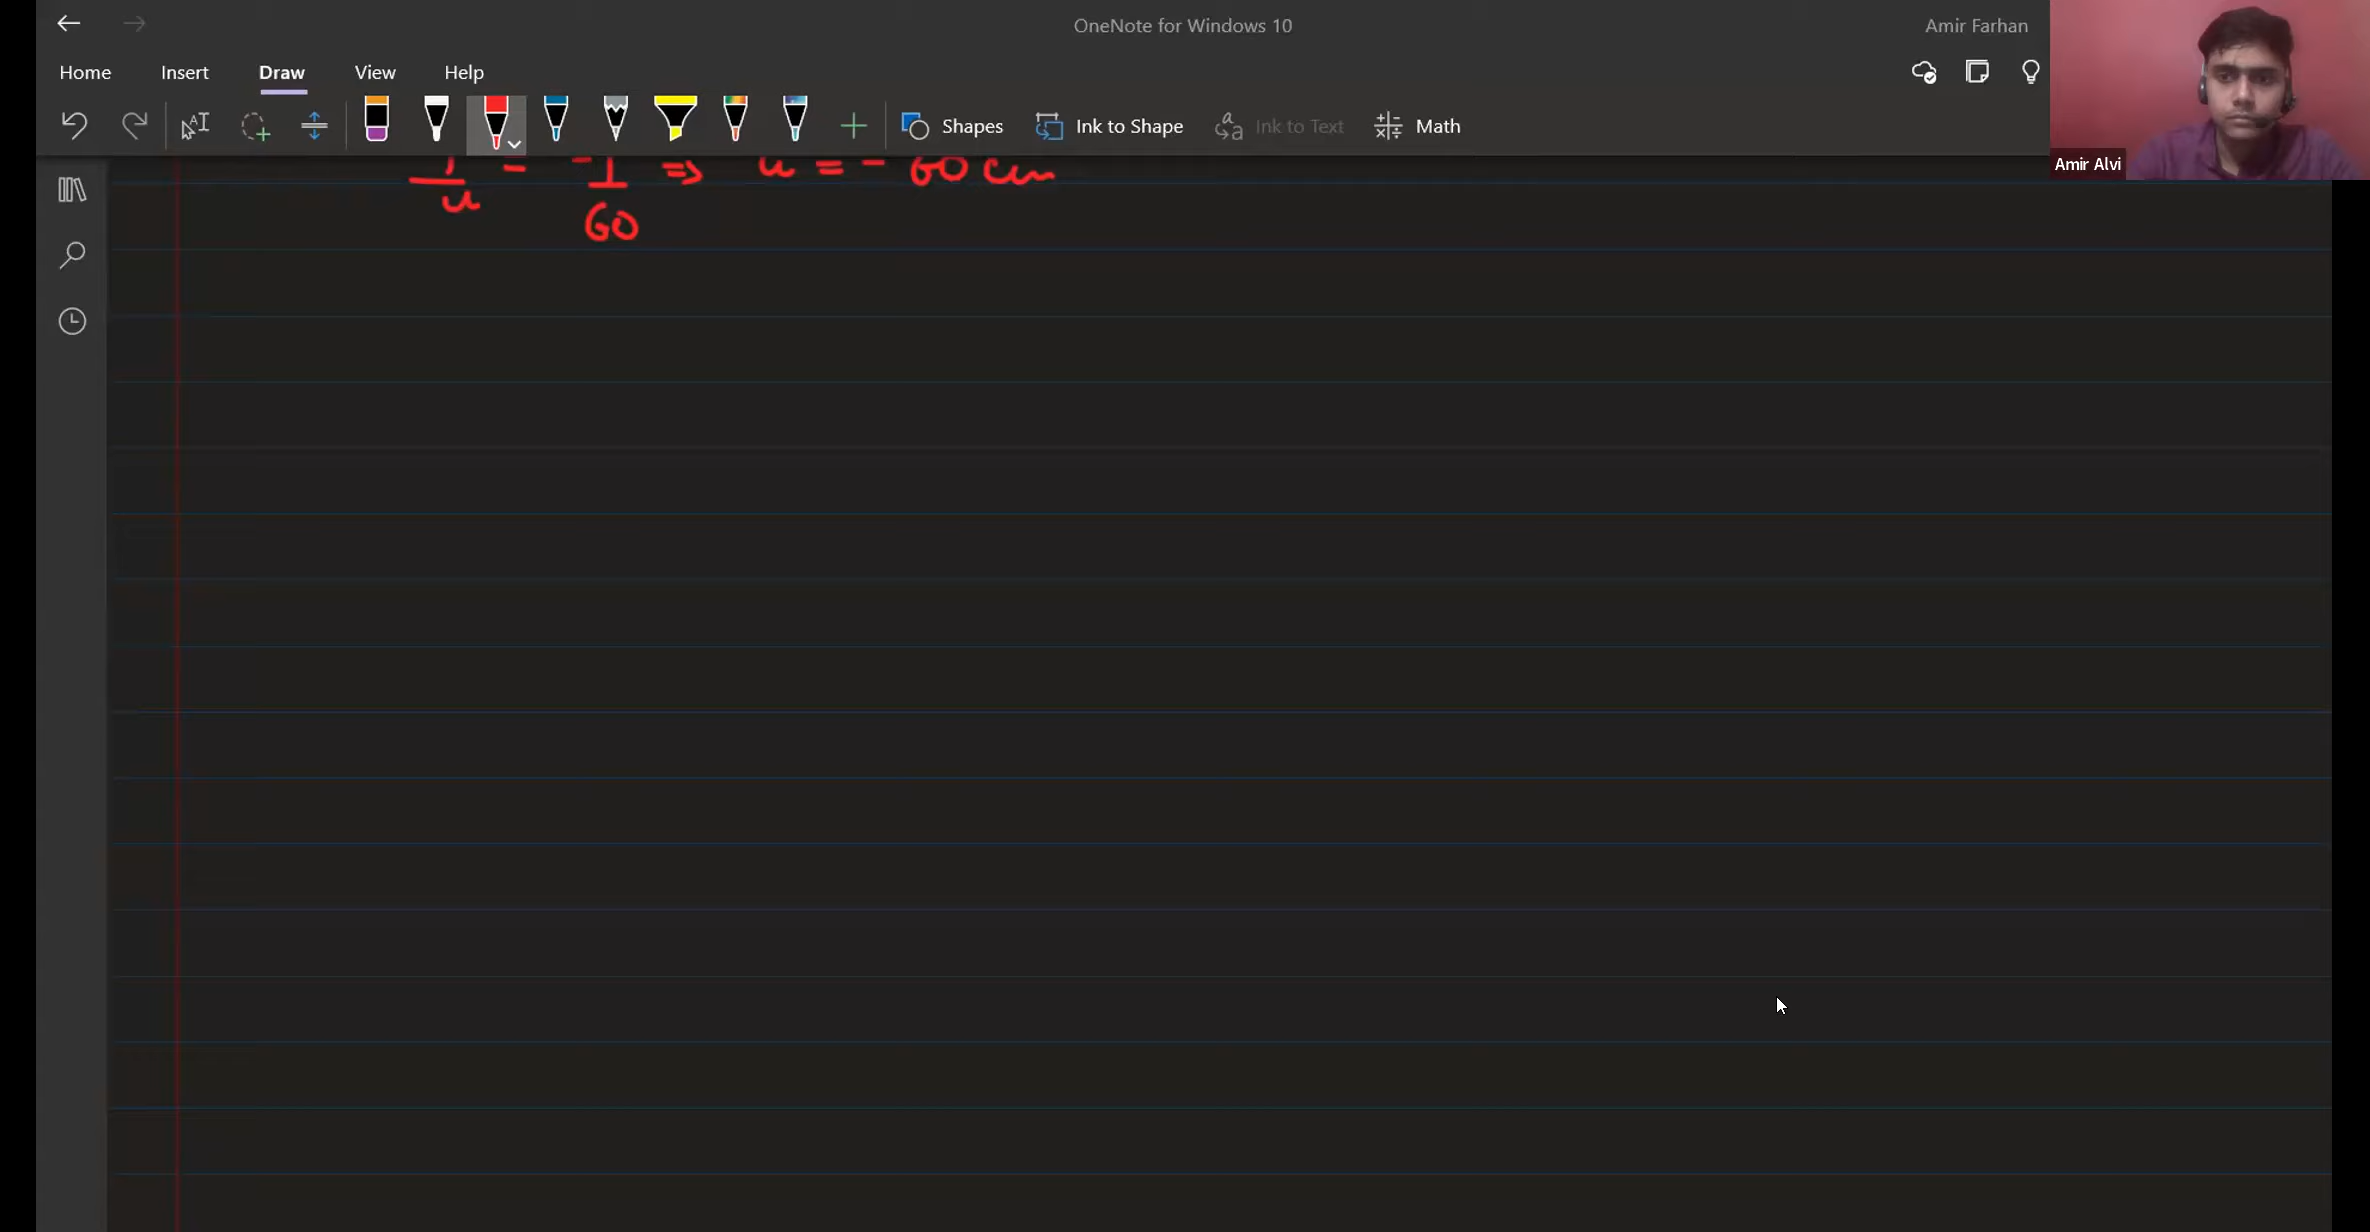 OneNote for Windows 10
Amir Farhan
Home Insert Draw View Help
Shapes Ink to Shape Ink to Text Math
Amir Alvi
1/u = -1/60 ⇒ u = - 60 cm